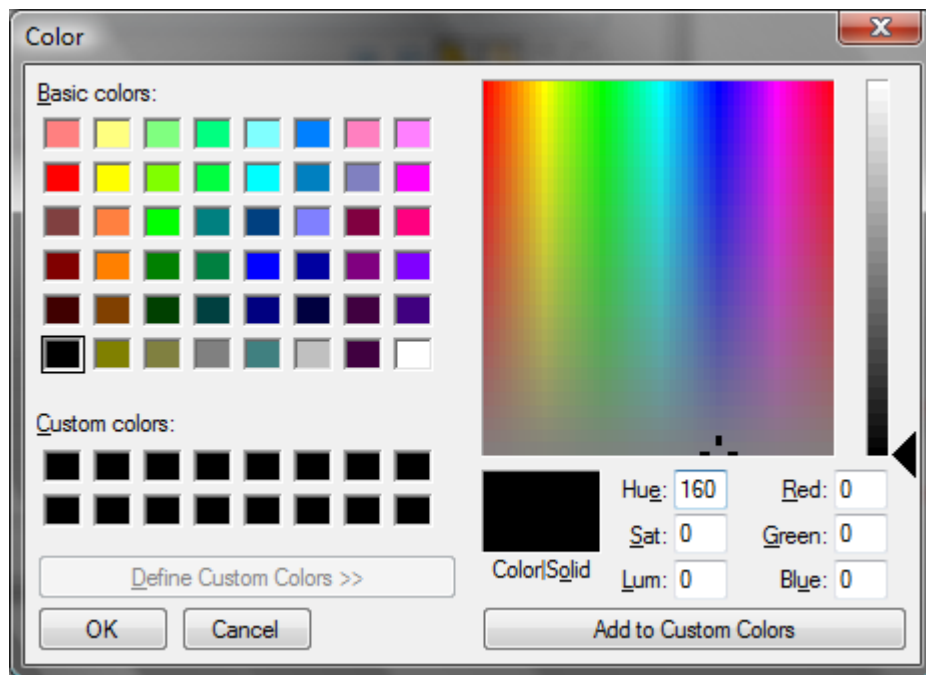 Color
Basic colors:
Custom colors:
Define Custom Colors >>
OK
Cancel
Color|Solid
Hue: 160
Sat: 0
Lum: 0
Red: 0
Green: 0
Blue: 0
Add to Custom Colors